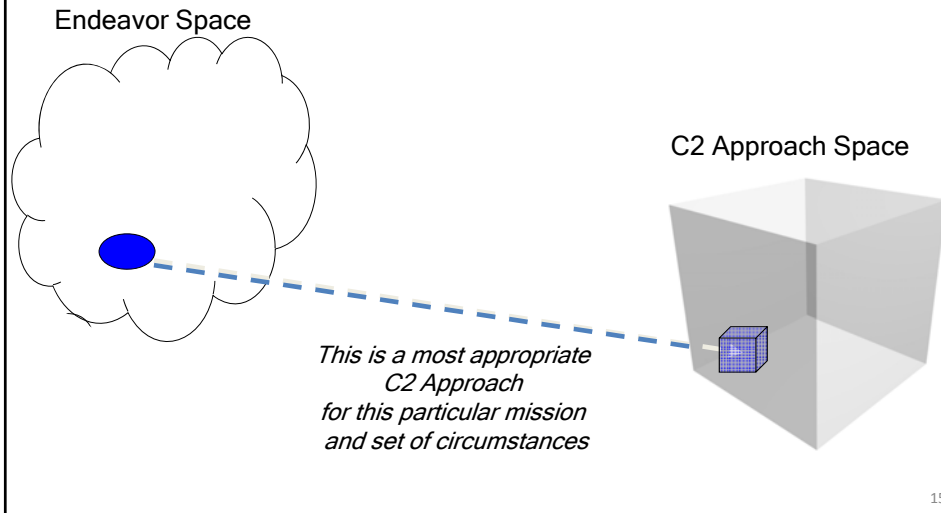 Endeavor Space
C2 Approach Space
This is a most appropriate
C2 Approach
for this particular mission
and set of circumstances
15